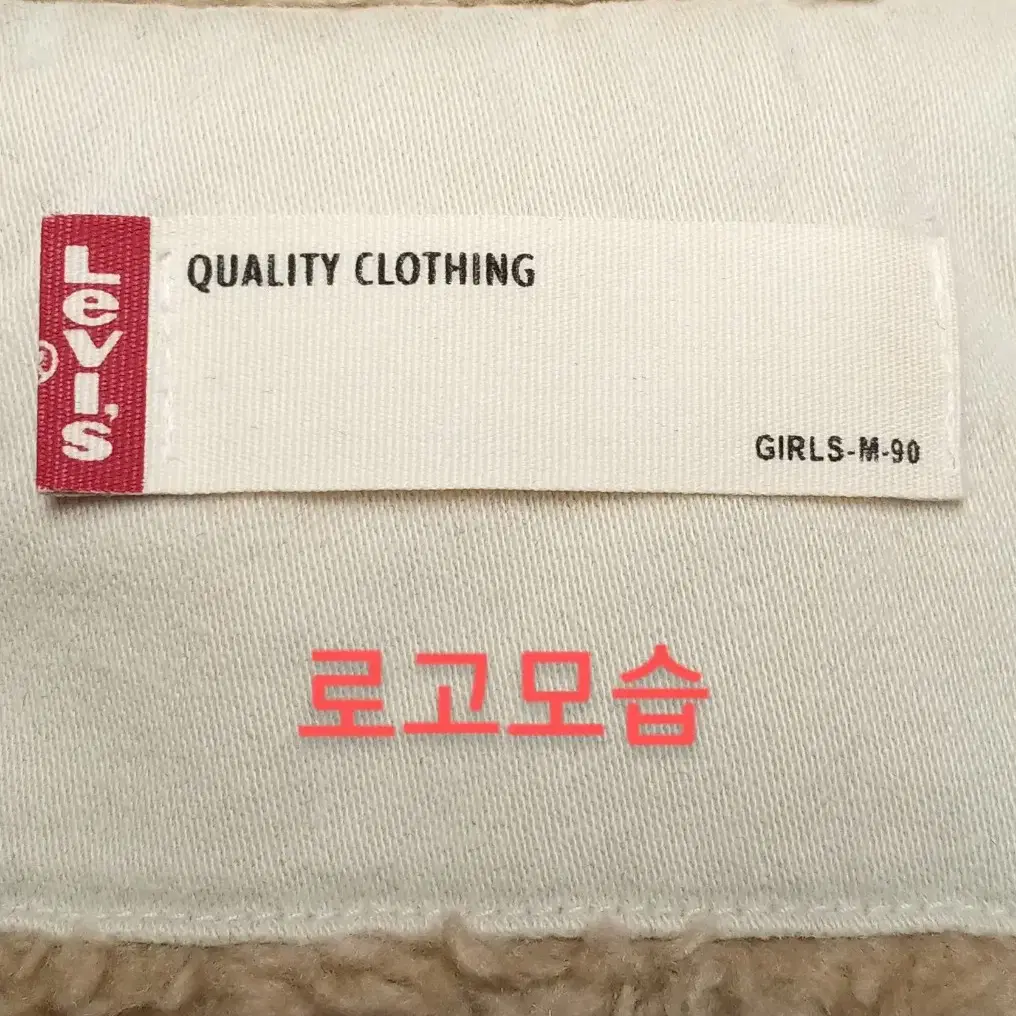 Levi's
®
QUALITY CLOTHING
GIRLS-M-90
로고모습